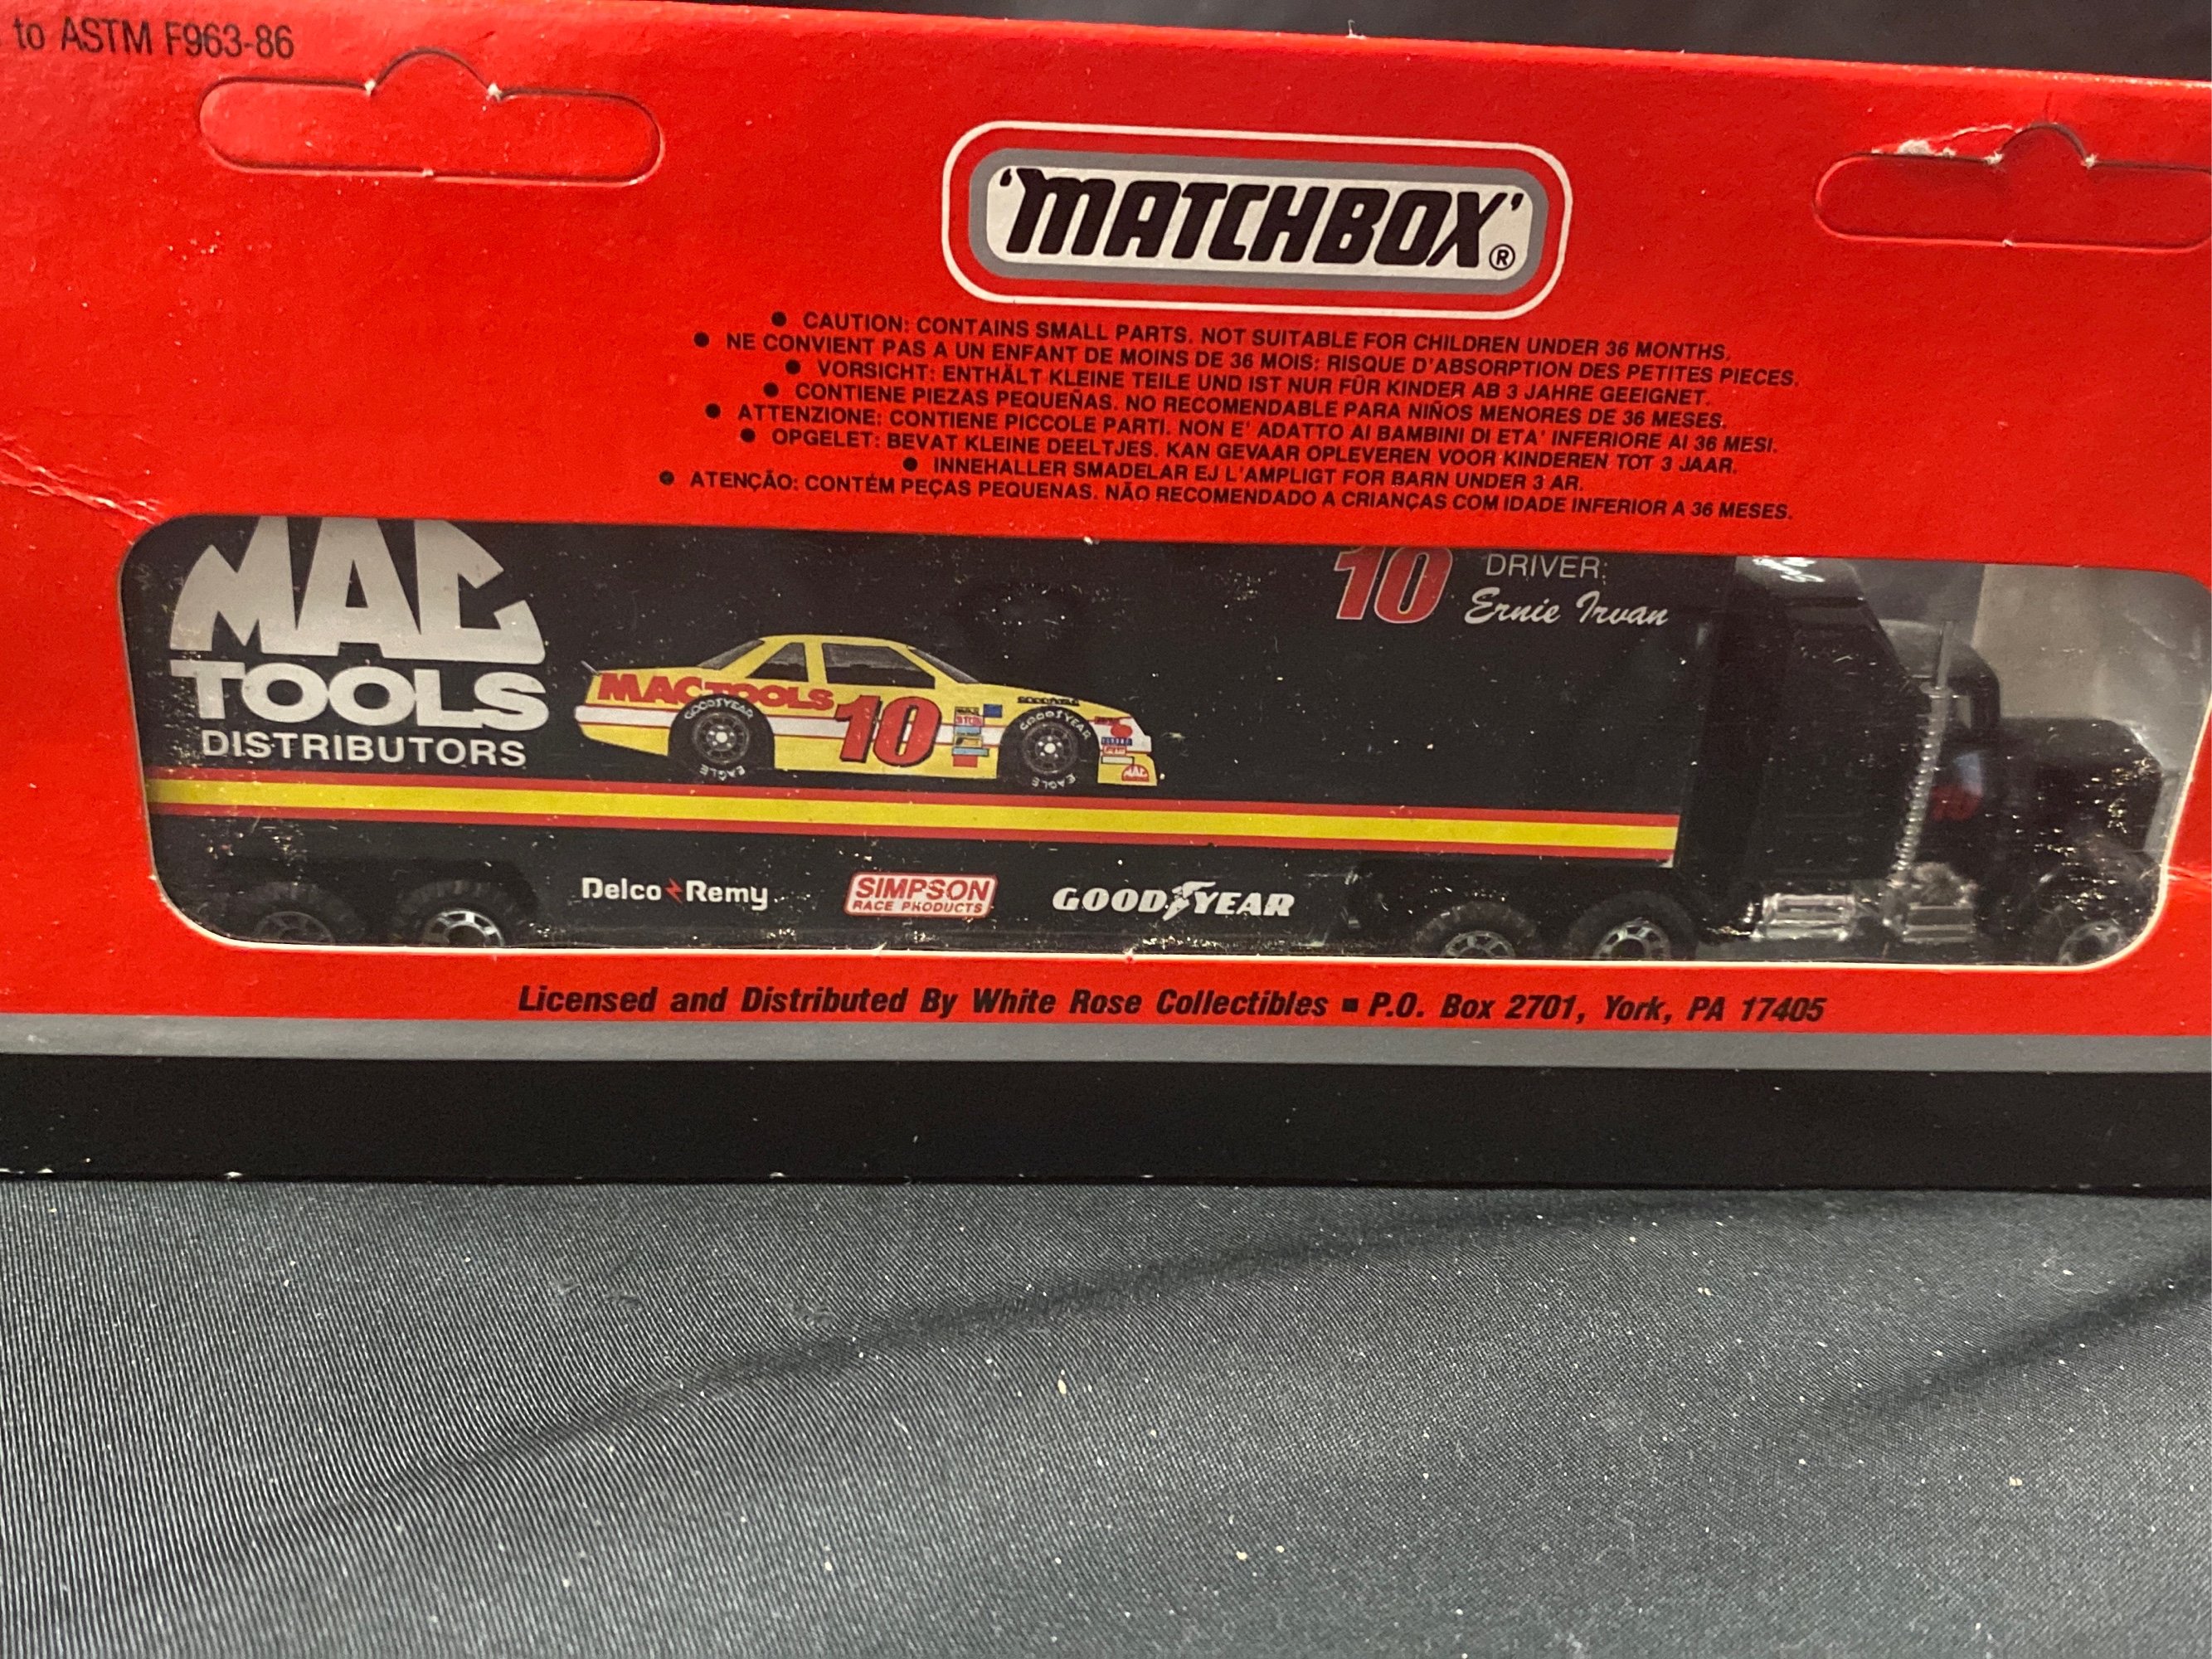 to ASTM F963-86
'MATCHBOX'®
● CAUTION: CONTAINS SMALL PARTS. NOT SUITABLE FOR CHILDREN UNDER 36 MONTHS.
● NE CONVIENT PAS A UN ENFANT DE MOINS DE 36 MOIS: RISQUE D'ABSORPTION DES PETITES PIECES.
● VORSICHT: ENTHÄLT KLEINE TEILE UND IST NUR FÜR KINDER AB 3 JAHRE GEEIGNET.
● CONTIENE PIEZAS PEQUEÑAS. NO RECOMENDABLE PARA NIÑOS MENORES DE 36 MESES.
● ATTENZIONE: CONTIENE PICCOLE PARTI. NON E' ADATTO AI BAMBINI DI ETA' INFERIORE AI 36 MESI.
● OPGELET: BEVAT KLEINE DEELTJES. KAN GEVAAR OPLEVEREN VOOR KINDEREN TOT 3 JAAR.
● INNEHALLER SMADELAR EJ L'AMPLIGT FOR BARN UNDER 3 AR.
● ATENÇÃO: CONTÉM PEÇAS PEQUENAS. NÃO RECOMENDADO A CRIANÇAS COM IDADE INFERIOR A 36 MESES.
MAC
TOOLS
DISTRIBUTORS
10 DRIVER:
Ernie Irvan
MAC TOOLS 10
GOODYEAR
EAGLE
GOODYEAR
EAGLE
MAC
Delco Remy
SIMPSON
RACE PRODUCTS
GOODYEAR
Licensed and Distributed By White Rose Collectibles ■ P.O. Box 2701, York, PA 17405